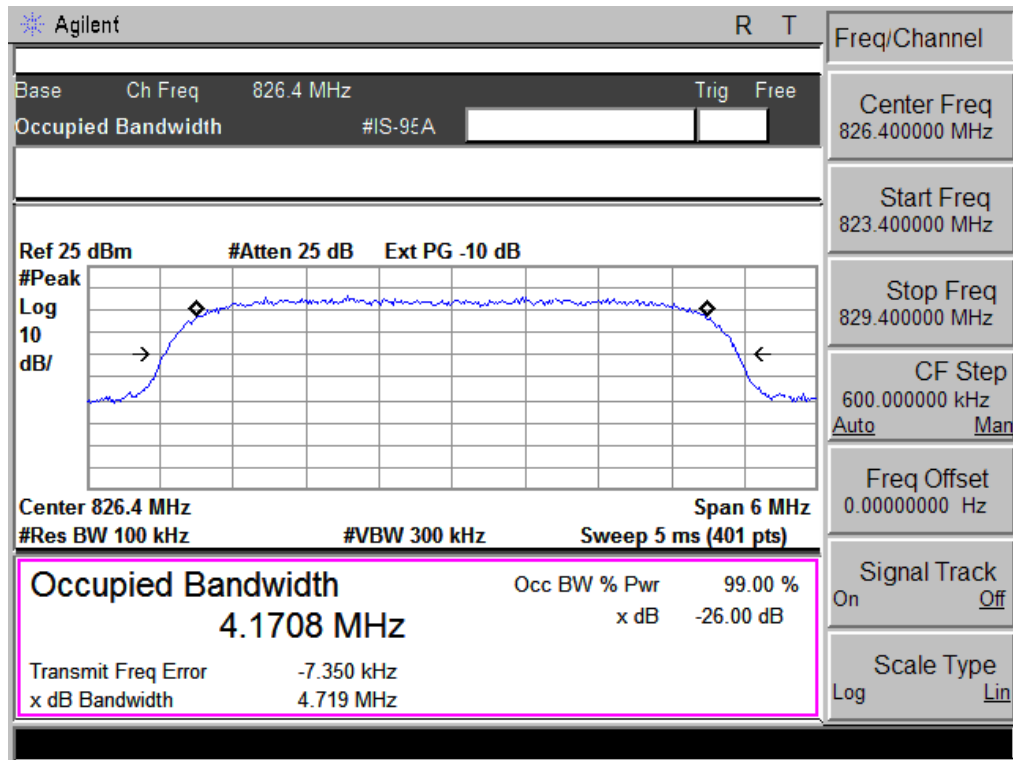 Agilent R T
Base Ch Freq 826.4 MHz Trig Free
Occupied Bandwidth #IS-95A
Ref 25 dBm #Atten 25 dB Ext PG -10 dB
#Peak
Log
10
dB/
Center 826.4 MHz Span 6 MHz
#Res BW 100 kHz #VBW 300 kHz Sweep 5 ms (401 pts)
Occupied Bandwidth Occ BW % Pwr 99.00 %
4.1708 MHz x dB -26.00 dB
Transmit Freq Error -7.350 kHz
x dB Bandwidth 4.719 MHz
Freq/Channel
Center Freq
826.400000 MHz
Start Freq
823.400000 MHz
Stop Freq
829.400000 MHz
CF Step
600.000000 kHz
Auto Man
Freq Offset
0.00000000 Hz
Signal Track
On Off
Scale Type
Log Lin